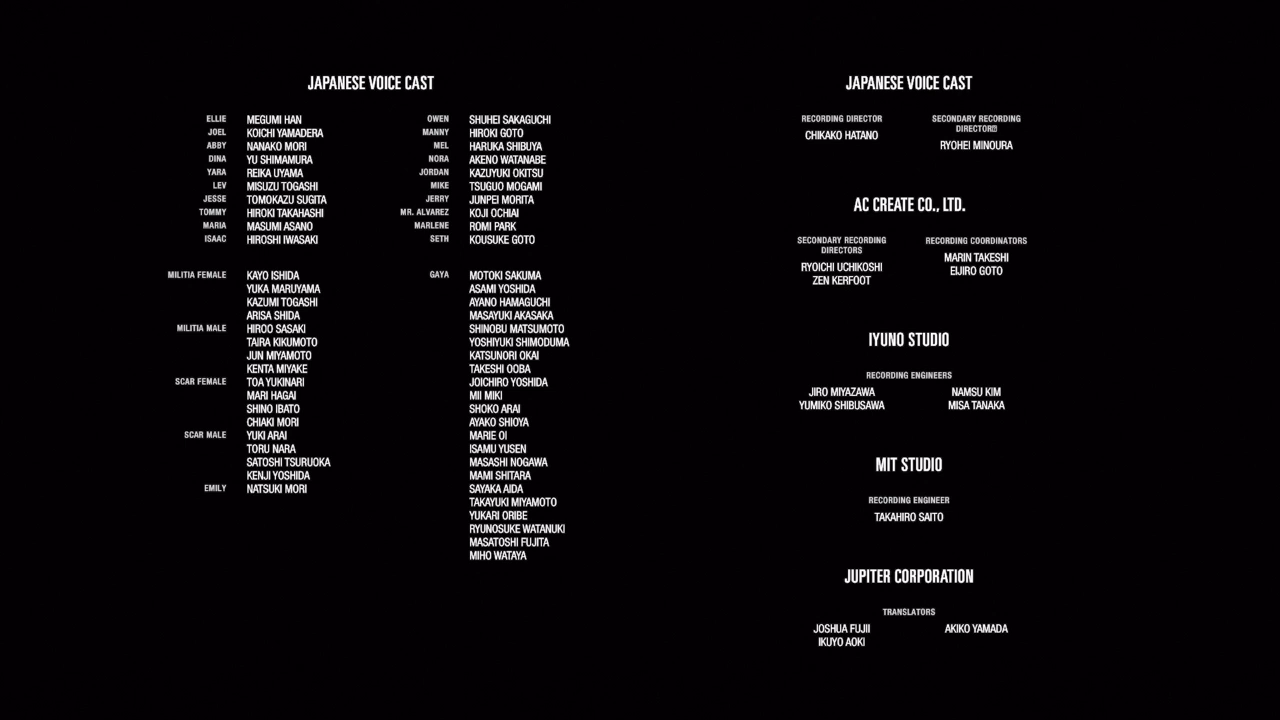 JAPANESE VOICE CAST
ELLIE MEGUMI HAN
JOEL KOICHI YAMADERA
ABBY NANAKO MORI
DINA YU SHIMAMURA
YARA REIKA UYAMA
LEV MISUZU TOGASHI
JESSE TOMOKAZU SUGITA
TOMMY HIROKI TAKAHASHI
MARIA MASUMI ASANO
ISAAC HIROSHI IWASAKI
MILITIA FEMALE KAYO ISHIDA
YUKA MARUYAMA
KAZUMI TOGASHI
ARISA SHIDA
MILITIA MALE HIROO SASAKI
TAIRA KIKUMOTO
JUN MIYAMOTO
KENTA MIYAKE
SCAR FEMALE TOA YUKINARI
MARI HAGAI
SHINO IBATO
CHIAKI MORI
SCAR MALE YUKI ARAI
TORU NARA
SATOSHI TSURUOKA
KENJI YOSHIDA
EMILY NATSUKI MORI
OWEN SHUHEI SAKAGUCHI
MANNY HIROKI GOTO
MEL HARUKA SHIBUYA
NORA AKENO WATANABE
JORDAN KAZUYUKI OKITSU
MIKE TSUGUO MOGAMI
JERRY JUNPEI MORITA
MR. ALVAREZ KOJI OCHIAI
MARLENE ROMI PARK
SETH KOUSUKE GOTO
GAYA MOTOKI SAKUMA
ASAMI YOSHIDA
AYANO HAMAGUCHI
MASAYUKI AKASAKA
SHINOBU MATSUMOTO
YOSHIYUKI SHIMODUMA
KATSUNORI OKAI
TAKESHI OOBA
JOICHIRO YOSHIDA
MII MIKI
SHOKO ARAI
AYAKO SHIOYA
MARIE OI
ISAMU YUSEN
MASASHI NOGAWA
MAMI SHITARA
SAYAKA AIDA
TAKAYUKI MIYAMOTO
YUKARI ORIBE
RYUNOSUKE WATANUKI
MASATOSHI FUJITA
MIHO WATAYA
JAPANESE VOICE CAST
RECORDING DIRECTOR
CHIKAKO HATANO
SECONDARY RECORDING
DIRECTOR
RYOHEI MINOURA
AC CREATE CO., LTD.
SECONDARY RECORDING
DIRECTORS
RYOICHI UCHIKOSHI
ZEN KERFOOT
RECORDING COORDINATORS
MARIN TAKESHI
EIJIRO GOTO
IYUNO STUDIO
RECORDING ENGINEERS
JIRO MIYAZAWA
YUMIKO SHIBUSAWA
NAMSU KIM
MISA TANAKA
MIT STUDIO
RECORDING ENGINEER
TAKAHIRO SAITO
JUPITER CORPORATION
TRANSLATORS
JOSHUA FUJII
IKUYO AOKI
AKIKO YAMADA